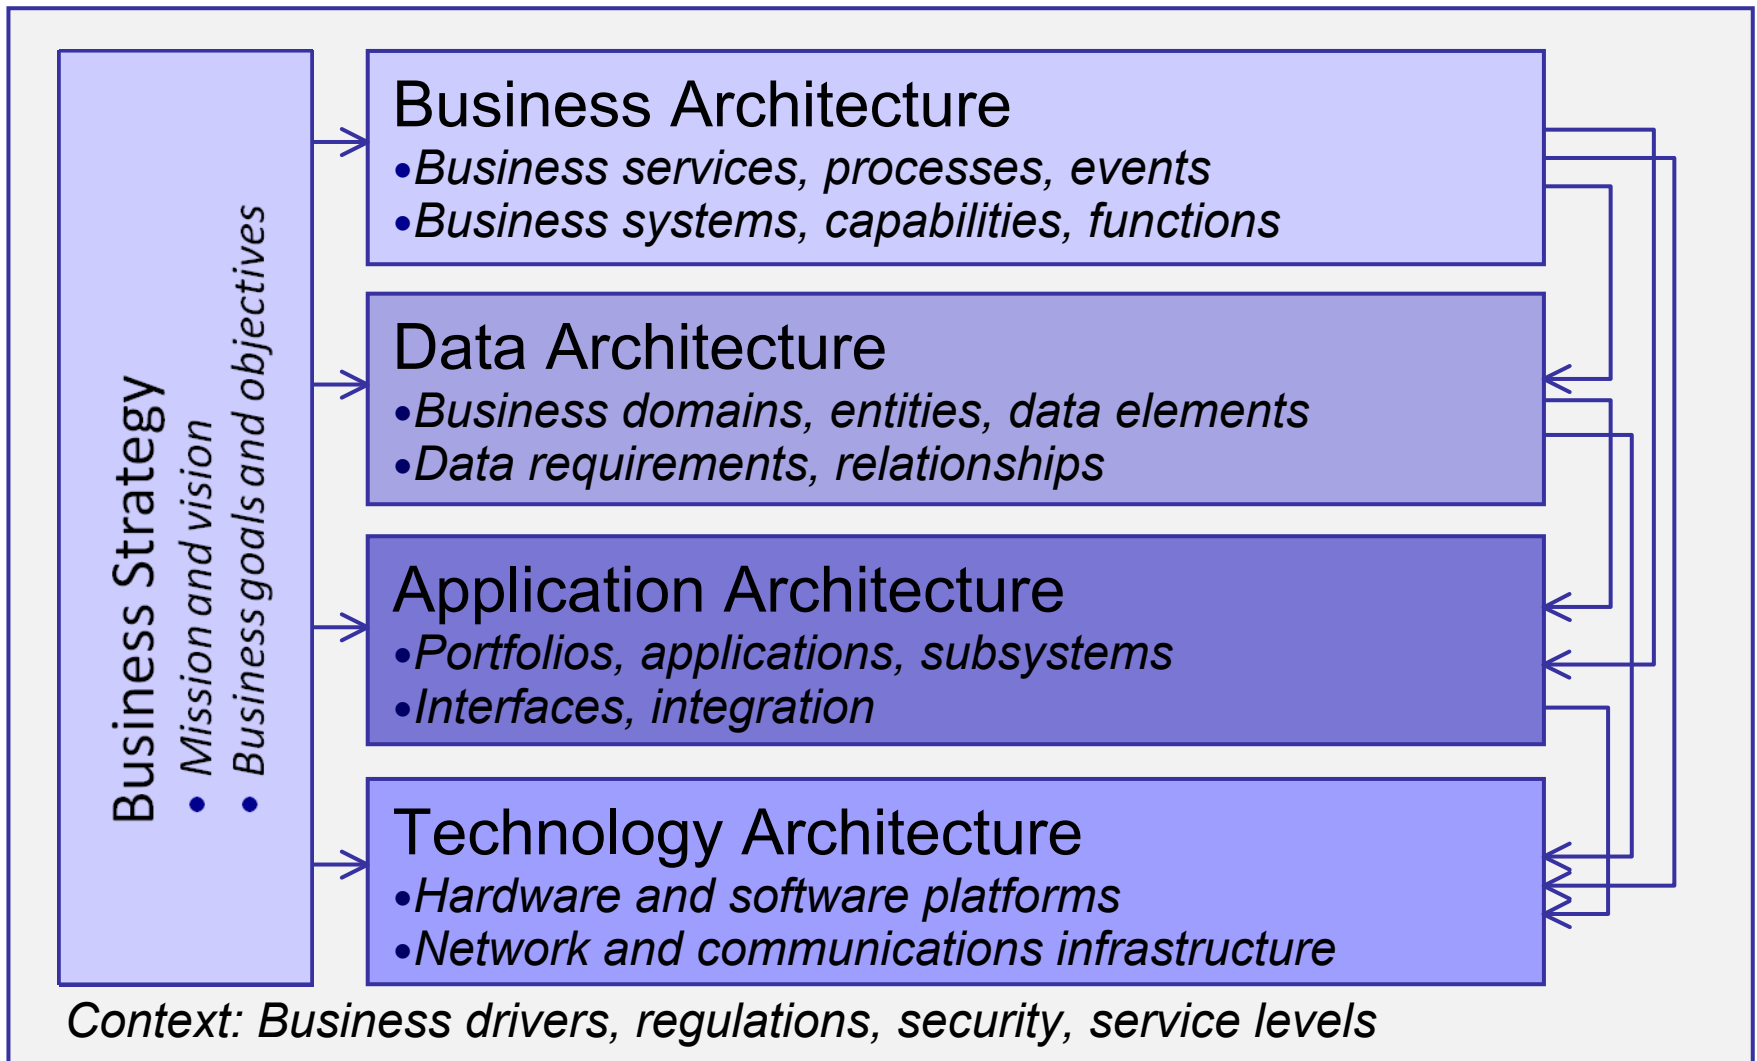 Business Strategy
• Mission and vision
• Business goals and objectives
Business Architecture
•Business services, processes, events
•Business systems, capabilities, functions
Data Architecture
•Business domains, entities, data elements
•Data requirements, relationships
Application Architecture
•Portfolios, applications, subsystems
•Interfaces, integration
Technology Architecture
•Hardware and software platforms
•Network and communications infrastructure
Context: Business drivers, regulations, security, service levels